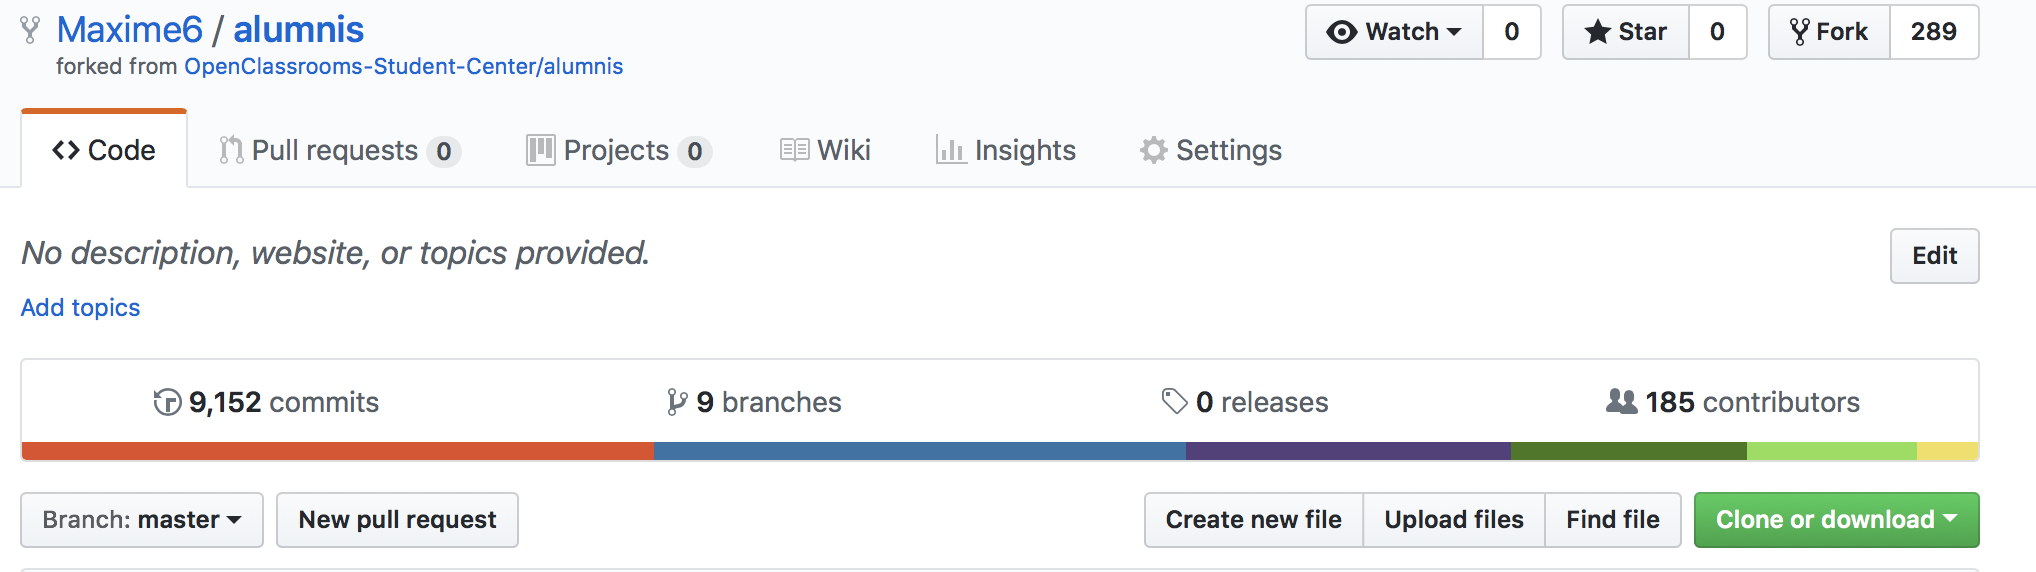 Maxime6 / alumnis
forked from OpenClassrooms-Student-Center/alumnis
Watch 0 Star 0 Fork 289
Code Pull requests 0 Projects 0 Wiki Insights Settings
No description, website, or topics provided.
Edit
Add topics
9,152 commits 9 branches 0 releases 185 contributors
Branch: master New pull request Create new file Upload files Find file Clone or download